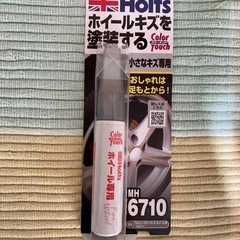 Holts
ホイールキズを
塗装する
Color
Touch
小さなキズ専用
おしゃれは
足もとから!
Color
Touch
Holts
ホイール専用
MH
6710